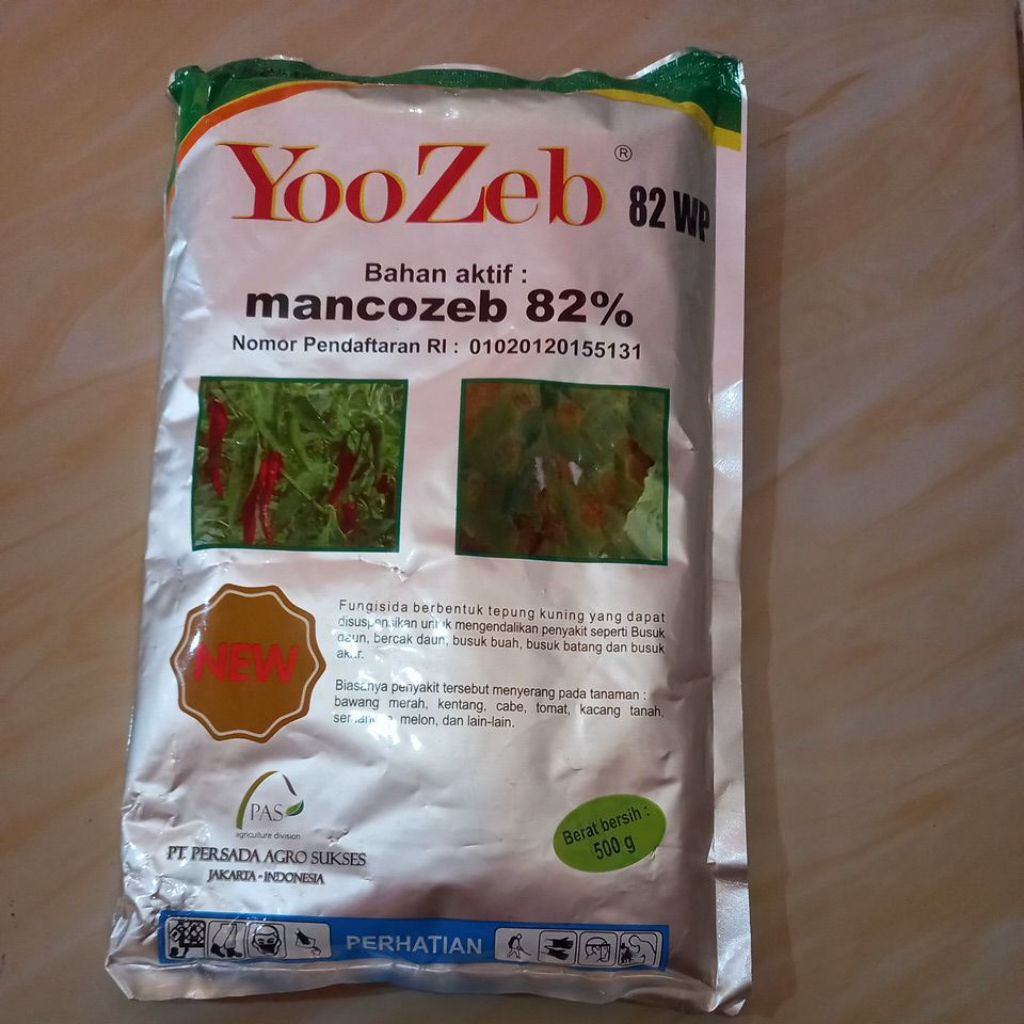 YooZeb ® 82 WP
Bahan aktif :
mancozeb 82%
Nomor Pendaftaran RI : 01020120155131
Fungisida berbentuk tepung kuning yang dapat
disuspensikan untuk mengendalikan penyakit seperti Busuk
daun, bercak daun, busuk buah, busuk batang dan busuk
akar.
NEW
Biasanya penyakit tersebut menyerang pada tanaman :
bawang merah, kentang, cabe, tomat, kacang tanah,
melon, dan lain-lain.
PAS
agriculture division
PT. PERSADA AGRO SUKSES
JAKARTA - INDONESIA
Berat bersih :
500 g
PERHATIAN